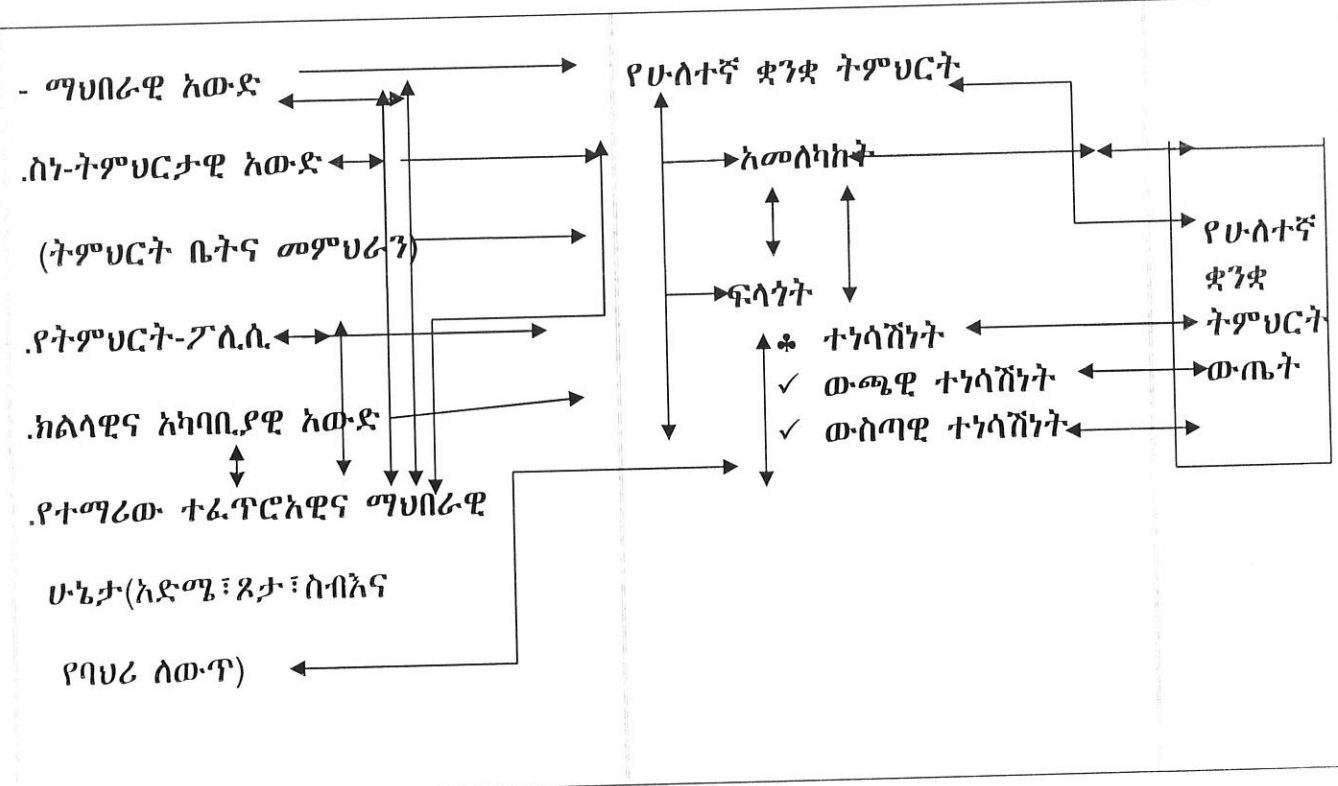 - ማህበራዊ አውድ
.ስነ-ትምህርታዊ አውድ
(ትምህርት ቤትና መምህራን)
.የትምህርት-ፖሊሲ
.ክልላዊና አካባቢያዊ አውድ
.የተማሪው ተፈጥሮአዊና ማህበራዊ
ሁኔታ(አድሜ፣ጾታ፣ስብእና
የባህሪ ለውጥ)
የሁለተኛ ቋንቋ ትምህርት
አመለካከት
ፍላጎት
♣ ተነሳሽነት
✓ ውጫዊ ተነሳሽነት
✓ ውስጣዊ ተነሳሽነት
የሁለተኛ
ቋንቋ
ትምህርት
ውጤት